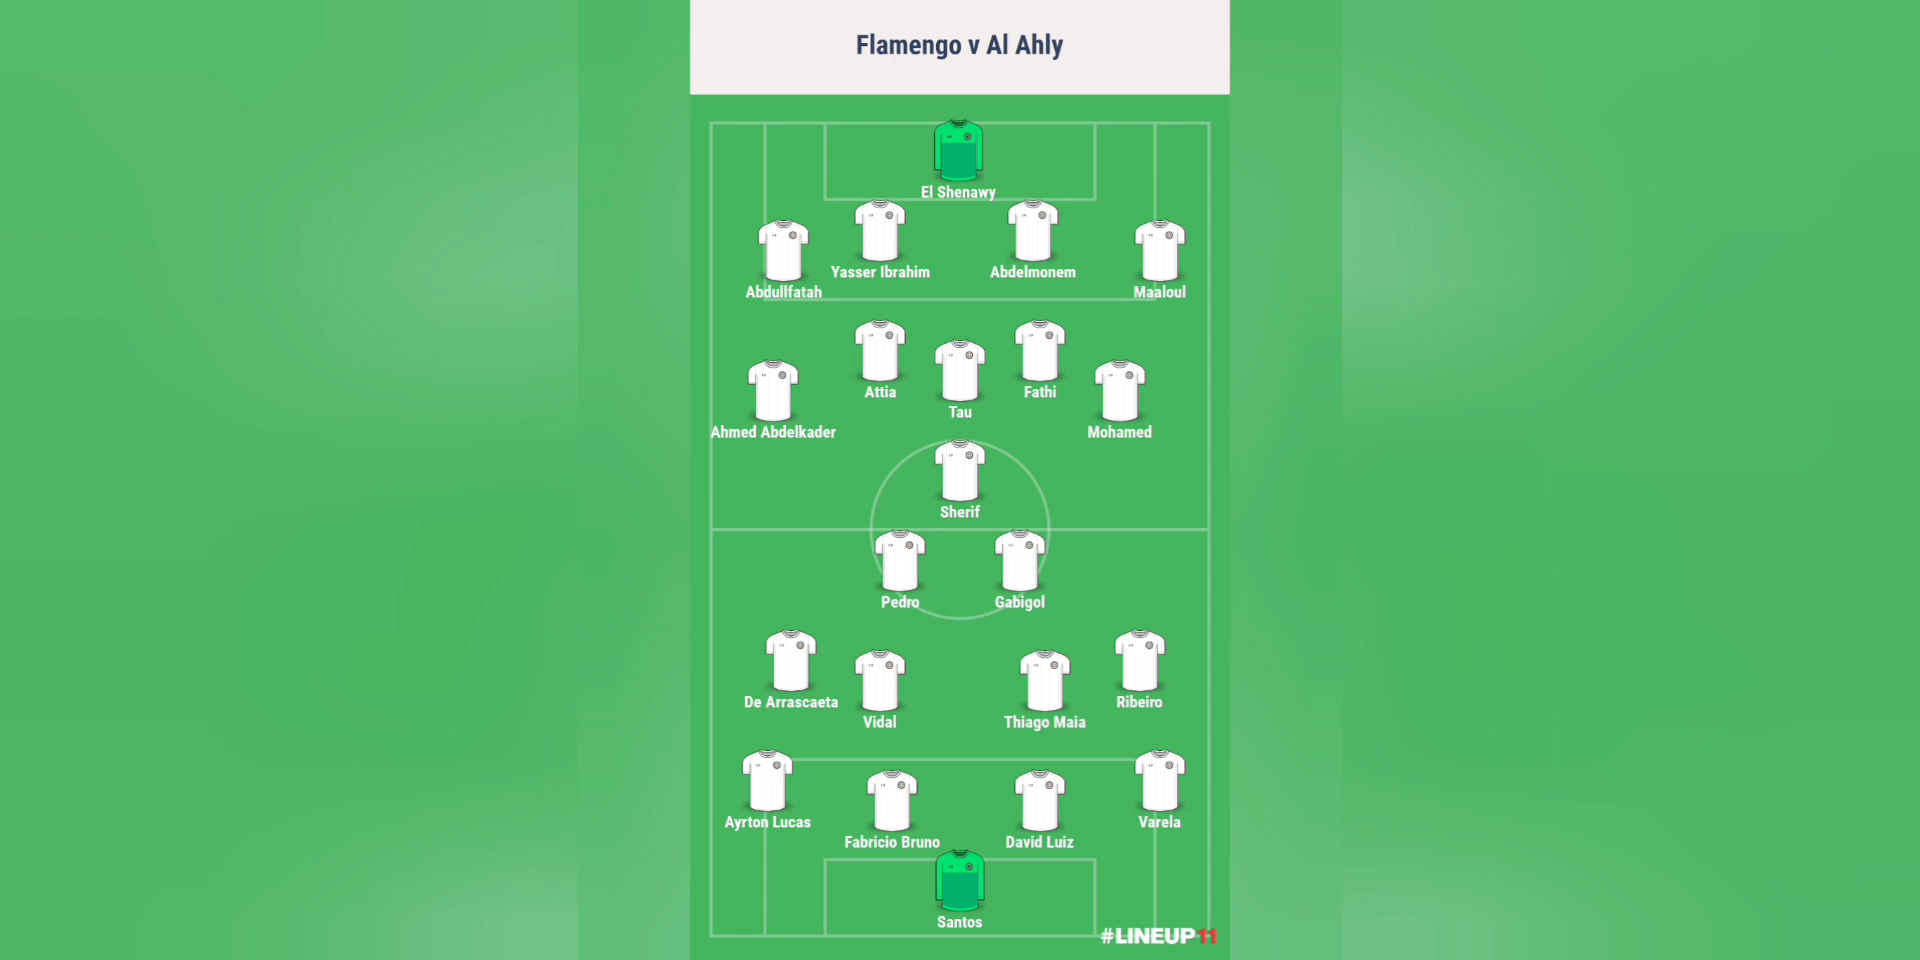 Flamengo v Al Ahly
El Shenawy
Yasser Ibrahim
Abdelmonem
Abdullfatah
Maaloul
Attia
Fathi
Tau
Ahmed Abdelkader
Mohamed
Sherif
Pedro
Gabigol
De Arrascaeta
Ribeiro
Vidal
Thiago Maia
Ayrton Lucas
Varela
Fabricio Bruno
David Luiz
Santos
#LINEUP11